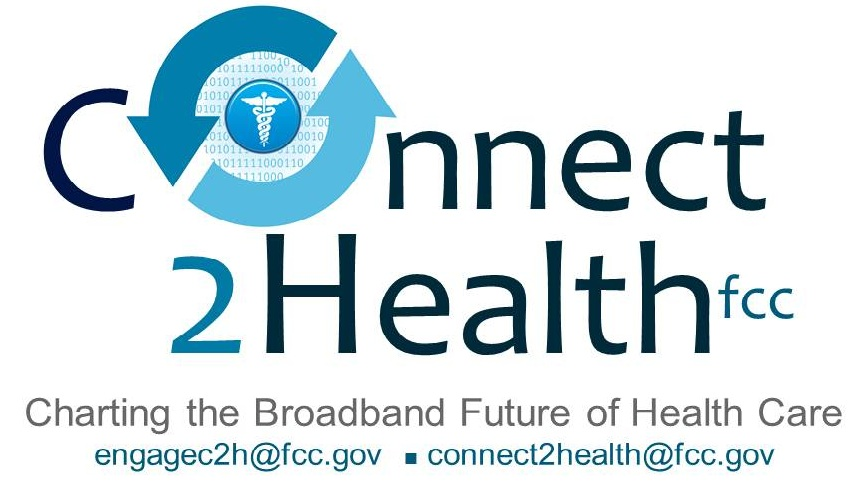 Connect
2Health fcc
Charting the Broadband Future of Health Care
engagec2h@fcc.gov ▪ connect2health@fcc.gov